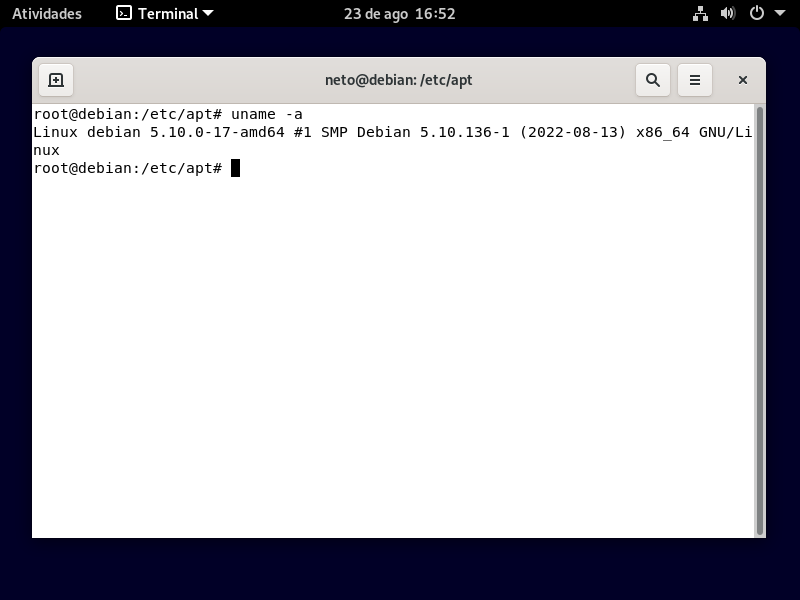 Atividades Terminal 23 de ago 16:52
neto@debian: /etc/apt
root@debian:/etc/apt# uname -a
Linux debian 5.10.0-17-amd64 #1 SMP Debian 5.10.136-1 (2022-08-13) x86_64 GNU/Li
nux
root@debian:/etc/apt#